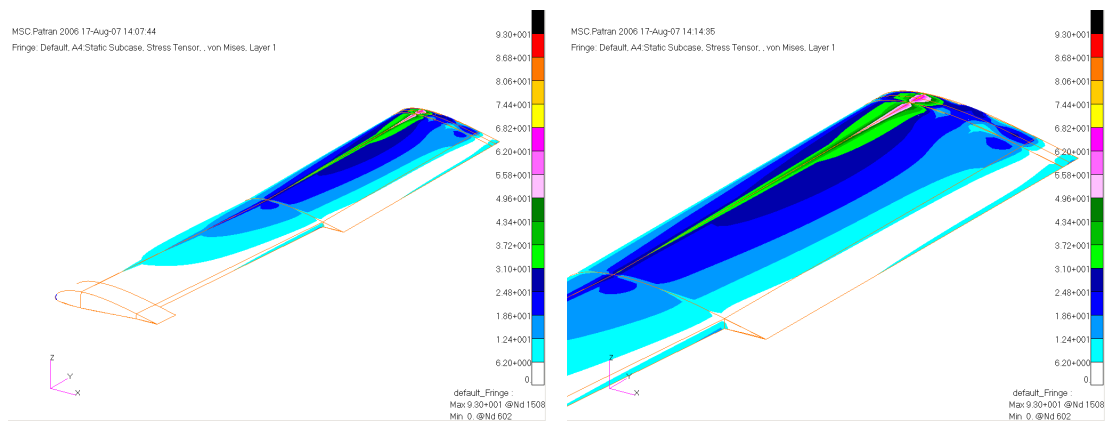 MSC.Patran 2006 17-Aug-07 14:07:44
Fringe: Default, A4:Static Subcase, Stress Tensor, , von Mises, Layer 1
9.30+001
8.68+001
8.06+001
7.44+001
6.82+001
6.20+001
5.58+001
4.96+001
4.34+001
3.72+001
3.10+001
2.48+001
1.86+001
1.24+001
6.20+000
0.
Z
Y
X
default_Fringe :
Max 9.30+001 @Nd 1508
Min 0. @Nd 602
MSC.Patran 2006 17-Aug-07 14:14:35
Fringe: Default, A4:Static Subcase, Stress Tensor, , von Mises, Layer 1
9.30+001
8.68+001
8.06+001
7.44+001
6.82+001
6.20+001
5.58+001
4.96+001
4.34+001
3.72+001
3.10+001
2.48+001
1.86+001
1.24+001
6.20+000
0.
Z
Y
X
default_Fringe :
Max 9.30+001 @Nd 1508
Min 0. @Nd 602